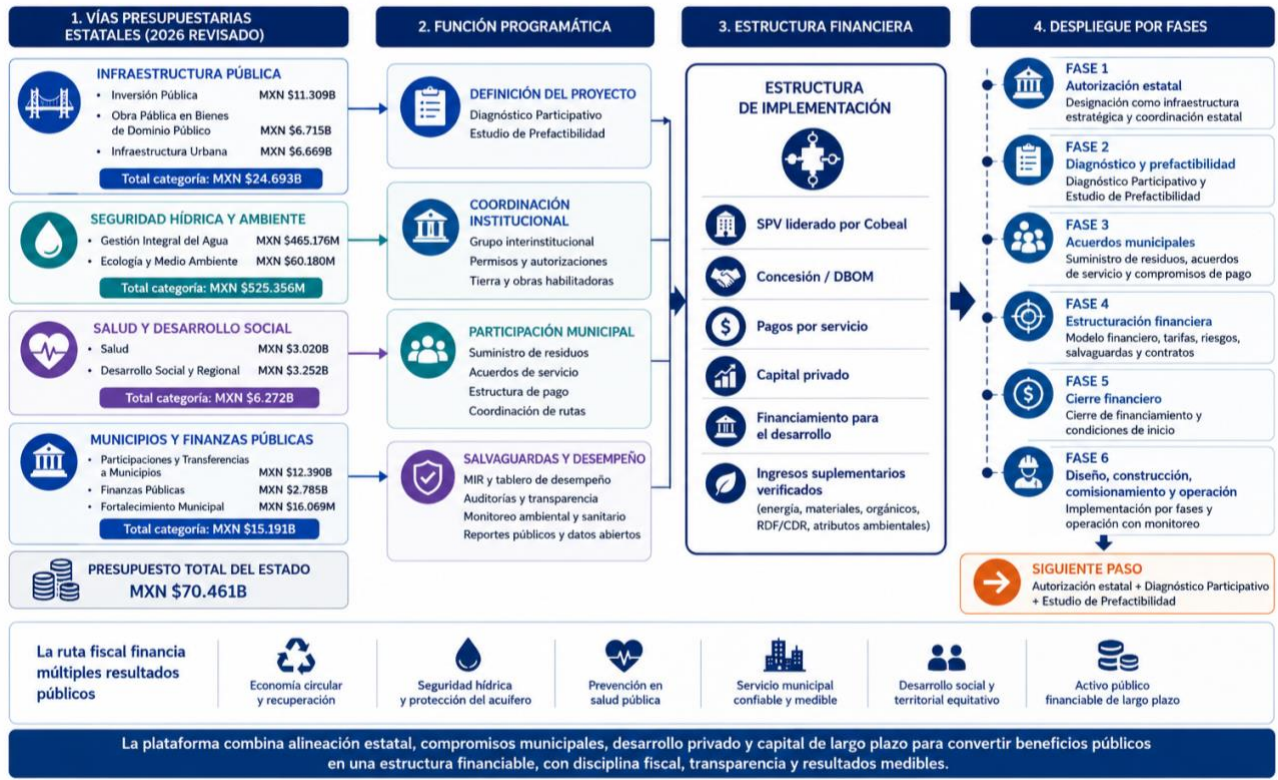 1. VÍAS PRESUPUESTARIAS
ESTATALES (2026 REVISADO)
INFRAESTRUCTURA PÚBLICA
• Inversión Pública MXN $11.309B
• Obra Pública en Bienes
de Dominio Público MXN $6.715B
• Infraestructura Urbana MXN $6.669B
Total categoría: MXN $24.693B
SEGURIDAD HÍDRICA Y AMBIENTE
• Gestión Integral del Agua MXN $465.176M
• Ecología y Medio Ambiente MXN $60.180M
Total categoría: MXN $525.356M
SALUD Y DESARROLLO SOCIAL
• Salud MXN $3.020B
• Desarrollo Social y Regional MXN $3.252B
Total categoría: MXN $6.272B
MUNICIPIOS Y FINANZAS PÚBLICAS
• Participaciones y Transferencias
a Municipios MXN $12.390B
• Finanzas Públicas MXN $2.785B
• Fortalecimiento Municipal MXN $16.069M
Total categoría: MXN $15.191B
PRESUPUESTO TOTAL DEL ESTADO
MXN $70.461B
2. FUNCIÓN PROGRAMÁTICA
DEFINICIÓN DEL PROYECTO
Diagnóstico Participativo
Estudio de Prefactibilidad
COORDINACIÓN
INSTITUCIONAL
Grupo interinstitucional
Permisos y autorizaciones
Tierra y obras habilitadoras
PARTICIPACIÓN MUNICIPAL
Suministro de residuos
Acuerdos de servicio
Estructura de pago
Coordinación de rutas
SALVAGUARDAS Y DESEMPEÑO
MIR y tablero de desempeño
Auditorías y transparencia
Monitoreo ambiental y sanitario
Reportes públicos y datos abiertos
3. ESTRUCTURA FINANCIERA
ESTRUCTURA
DE IMPLEMENTACIÓN
SPV liderado por Cobeal
Concesión / DBOM
$
Pagos por servicio
Capital privado
Financiamiento para
el desarrollo
Ingresos suplementarios
verificados
(energía, materiales, orgánicos,
RDF/CDR, atributos ambientales)
4. DESPLIEGUE POR FASES
FASE 1
Autorización estatal
Designación como infraestructura
estratégica y coordinación estatal
FASE 2
Diagnóstico y prefactibilidad
Diagnóstico Participativo y
Estudio de Prefactibilidad
FASE 3
Acuerdos municipales
Suministro de residuos, acuerdos
de servicio y compromisos de pago
FASE 4
Estructuración financiera
Modelo financiero, tarifas, riesgos,
salvaguardas y contratos
$
FASE 5
Cierre financiero
Cierre de financiamiento y
condiciones de inicio
FASE 6
Diseño, construcción,
comisionamiento y operación
Implementación por fases y
operación con monitoreo
SIGUIENTE PASO
Autorización estatal + Diagnóstico Participativo
+ Estudio de Prefactibilidad
La ruta fiscal financia
múltiples resultados
públicos
Economía circular
y recuperación
Seguridad hídrica
y protección del acuífero
Prevención en
salud pública
Servicio municipal
confiable y medible
Desarrollo social y
territorial equitativo
Activo público
financiable de largo plazo
La plataforma combina alineación estatal, compromisos municipales, desarrollo privado y capital de largo plazo para convertir beneficios públicos
en una estructura financiable, con disciplina fiscal, transparencia y resultados medibles.